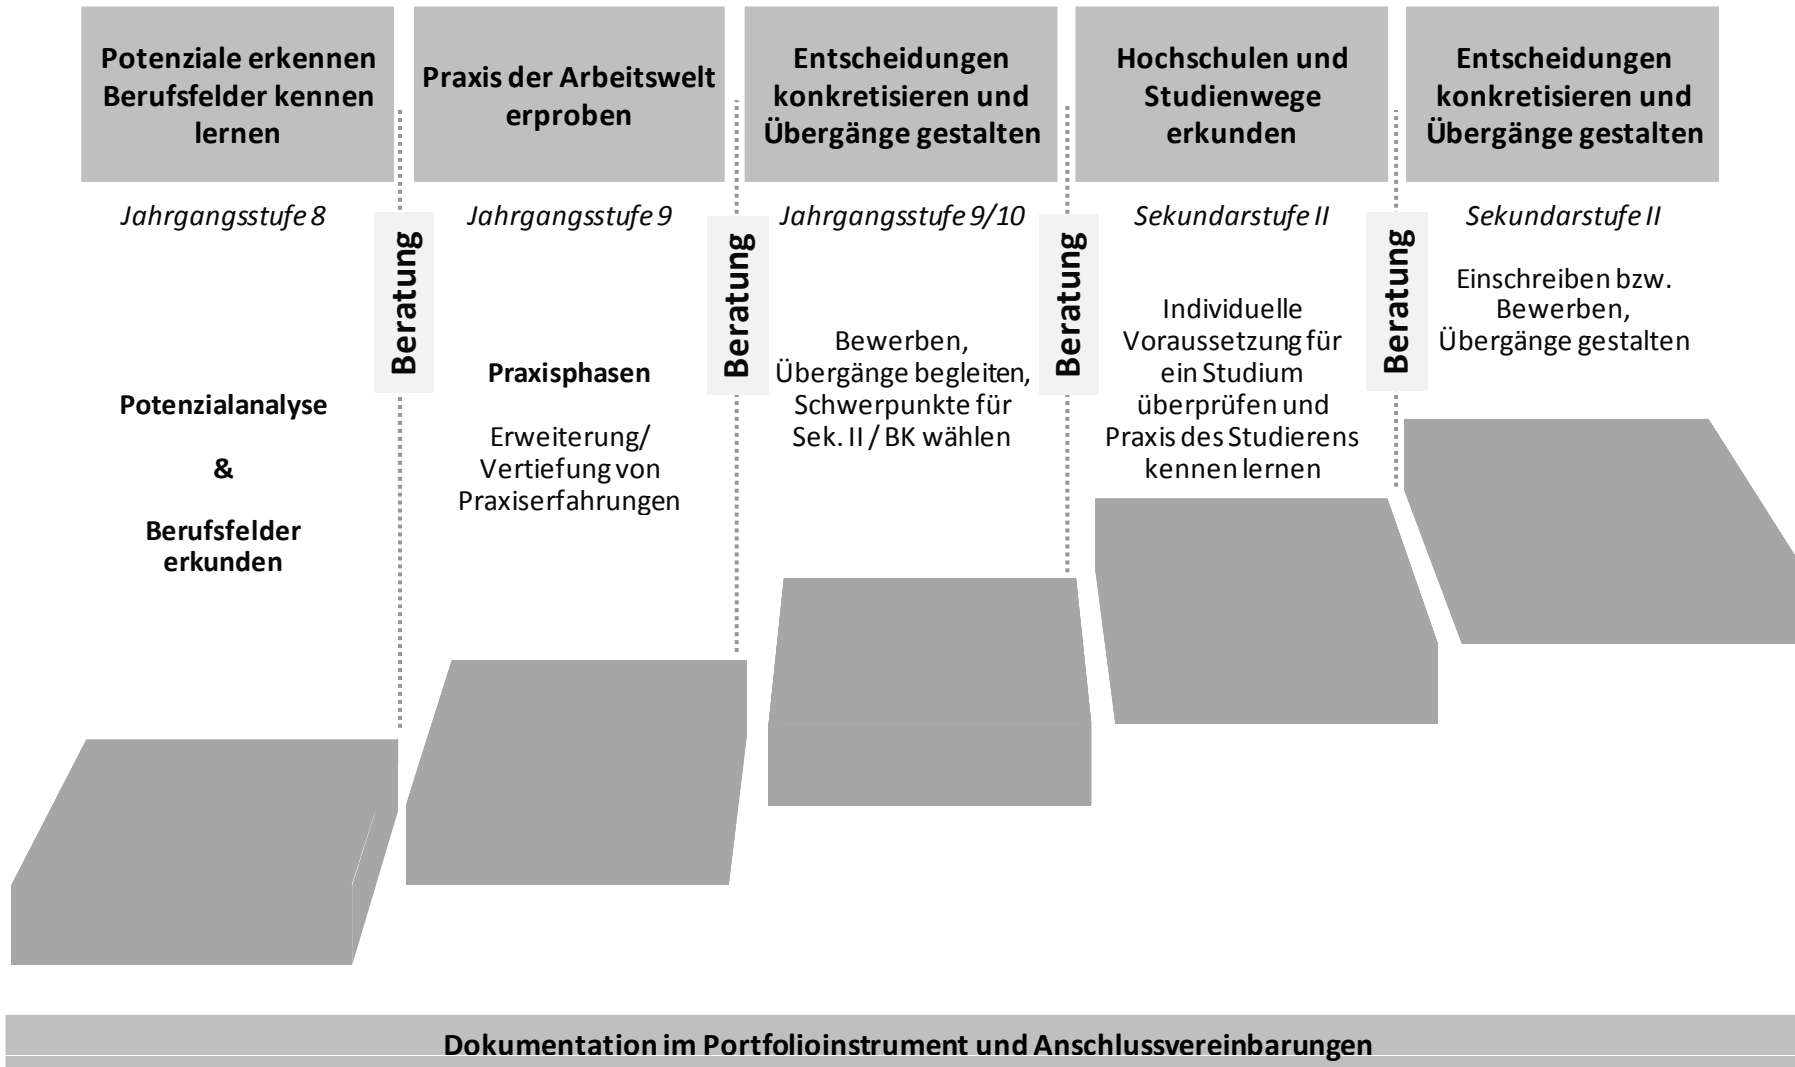 Potenziale erkennen
Berufsfelder kennen
lernen
Praxis der Arbeitswelt
erproben
Entscheidungen
konkretisieren und
Übergänge gestalten
Hochschulen und
Studienwege
erkunden
Entscheidungen
konkretisieren und
Übergänge gestalten
Jahrgangsstufe 8
Potenzialanalyse
&
Berufsfelder
erkunden
Beratung
Jahrgangsstufe 9
Praxisphasen
Erweiterung/
Vertiefung von
Praxiserfahrungen
Beratung
Jahrgangsstufe 9/10
Bewerben,
Übergänge begleiten,
Schwerpunkte für
Sek. II / BK wählen
Beratung
Sekundarstufe II
Individuelle
Voraussetzung für
ein Studium
überprüfen und
Praxis des Studierens
kennen lernen
Beratung
Sekundarstufe II
Einschreiben bzw.
Bewerben,
Übergänge gestalten
Dokumentation im Portfolioinstrument und Anschlussvereinbarungen